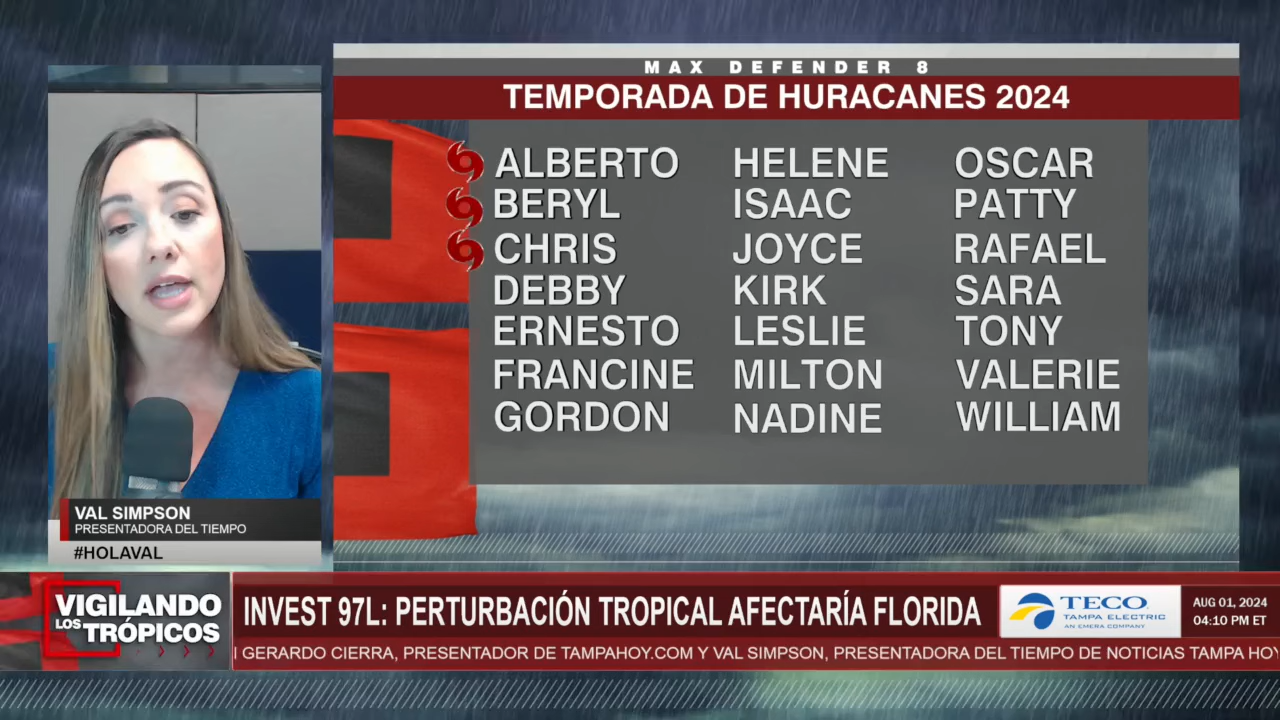 MAX DEFENDER 8
TEMPORADA DE HURACANES 2024
ALBERTO
BERYL
CHRIS
DEBBY
ERNESTO
FRANCINE
GORDON
HELENE
ISAAC
JOYCE
KIRK
LESLIE
MILTON
NADINE
OSCAR
PATTY
RAFAEL
SARA
TONY
VALERIE
WILLIAM
VAL SIMPSON
PRESENTADORA DEL TIEMPO
#HOLAVAL
VIGILANDO
LOS TRÓPICOS
INVEST 97L: PERTURBACIÓN TROPICAL AFECTARÍA FLORIDA
TECO
TAMPA ELECTRIC
AN EMERA COMPANY
AUG 01, 2024
04:10 PM ET
GERARDO CIERRA, PRESENTADOR DE TAMPAHOY.COM Y VAL SIMPSON, PRESENTADORA DEL TIEMPO DE NOTICIAS TAMPA HOY